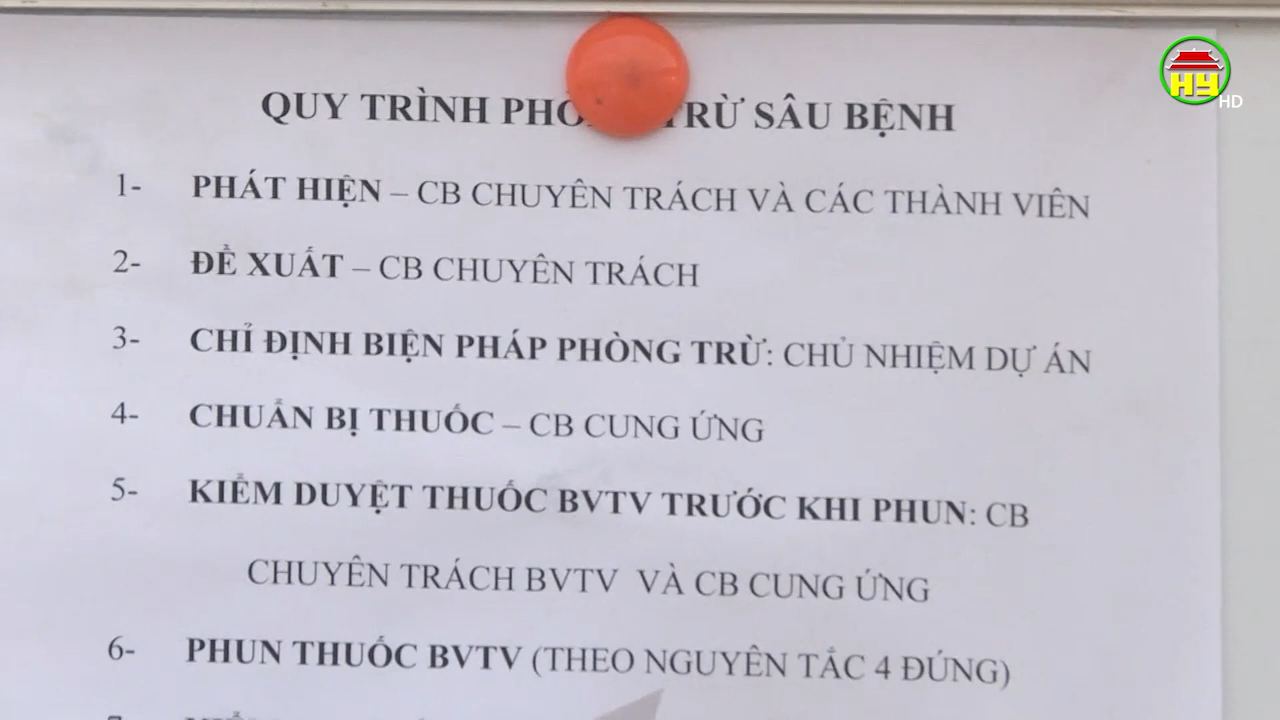 HY HD
QUY TRÌNH TRỪ SÂU BỆNH
1- PHÁT HIỆN – CB CHUYÊN TRÁCH VÀ CÁC THÀNH VIÊN
2- ĐỀ XUẤT – CB CHUYÊN TRÁCH
3- CHỈ ĐỊNH BIỆN PHÁP PHÒNG TRỪ: CHỦ NHIỆM DỰ ÁN
4- CHUẨN BỊ THUỐC – CB CUNG ỨNG
5- KIỂM DUYỆT THUỐC BVTV TRƯỚC KHI PHUN: CB
CHUYÊN TRÁCH BVTV VÀ CB CUNG ỨNG
6- PHUN THUỐC BVTV (THEO NGUYÊN TẮC 4 ĐÚNG)